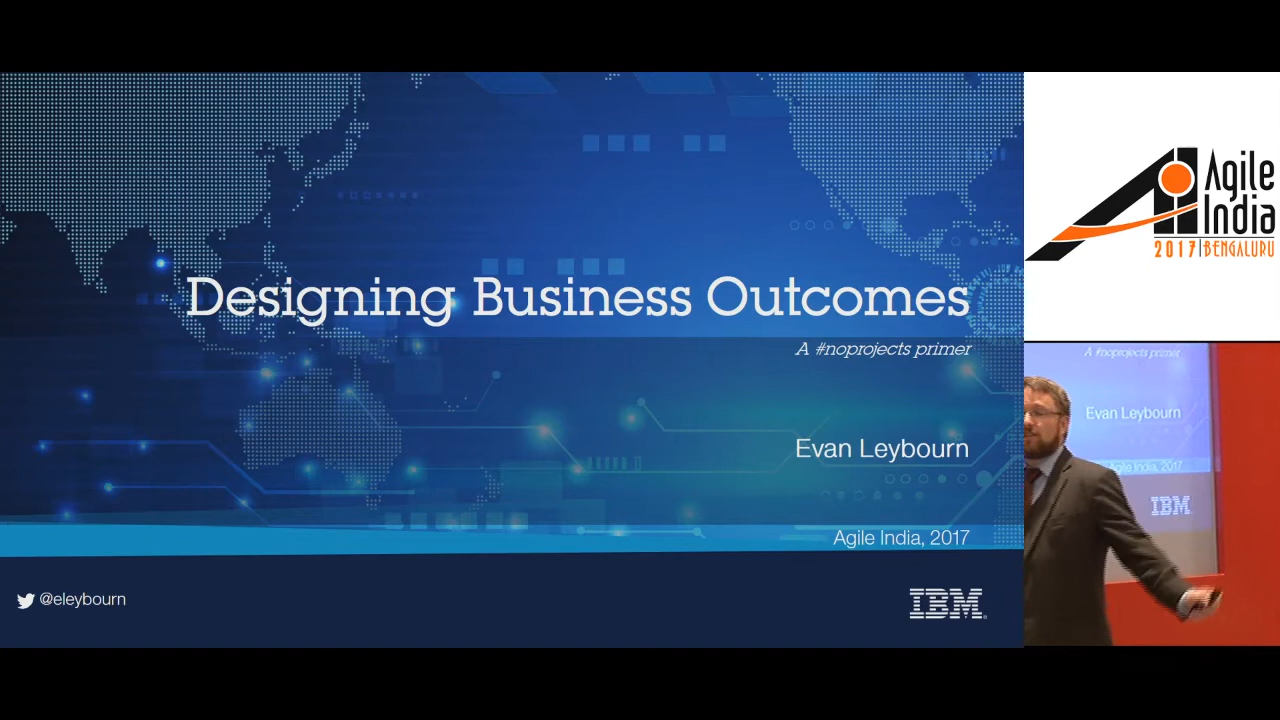 Designing Business Outcomes
A #noprojects primer
Evan Leybourn
Agile India, 2017
@eleybourn
IBM
Agile
India
2017 | BENGALURU
A #noprojects primer
Evan Leybourn
Agile India, 2017
IBM